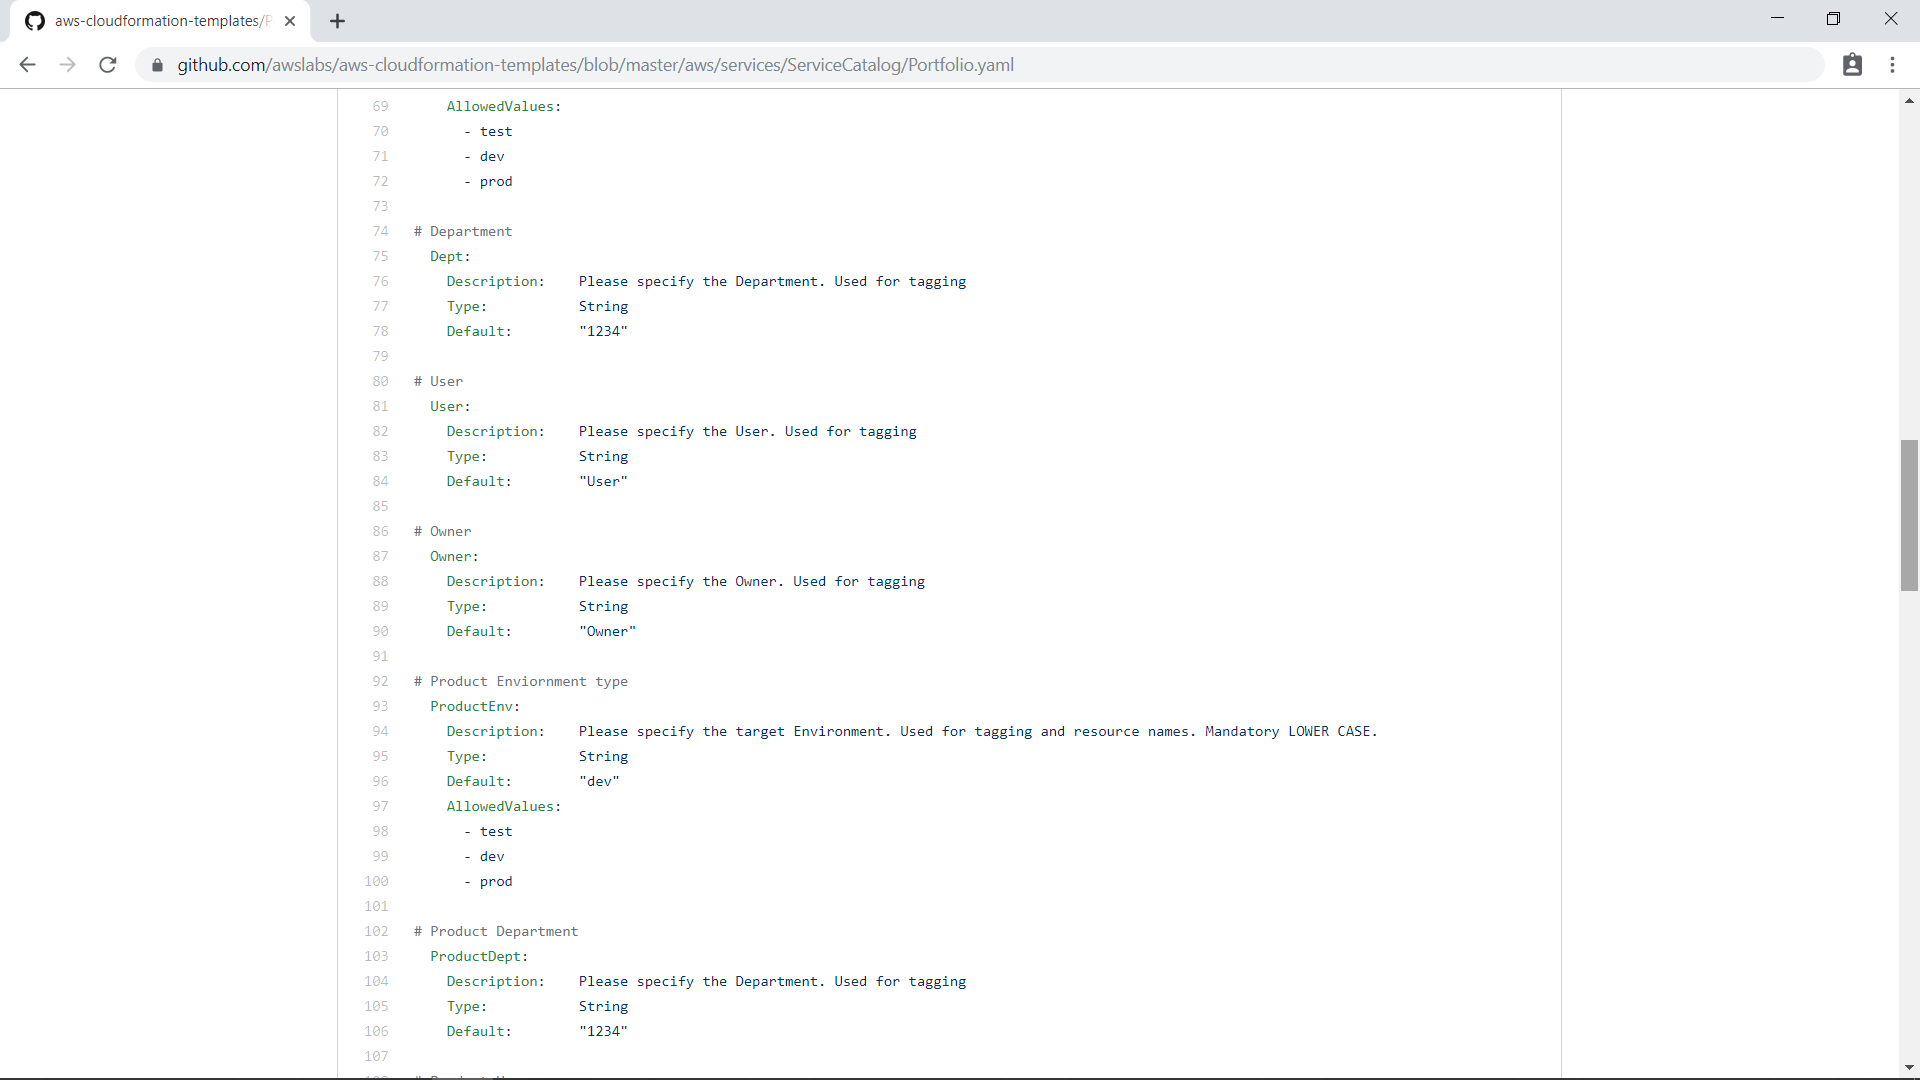 aws-cloudformation-templates/P
github.com/awslabs/aws-cloudformation-templates/blob/master/aws/services/ServiceCatalog/Portfolio.yaml
69 AllowedValues:
70 - test
71 - dev
72 - prod
73
74 # Department
75 Dept:
76 Description: Please specify the Department. Used for tagging
77 Type: String
78 Default: "1234"
79
80 # User
81 User:
82 Description: Please specify the User. Used for tagging
83 Type: String
84 Default: "User"
85
86 # Owner
87 Owner:
88 Description: Please specify the Owner. Used for tagging
89 Type: String
90 Default: "Owner"
91
92 # Product Enviornment type
93 ProductEnv:
94 Description: Please specify the target Environment. Used for tagging and resource names. Mandatory LOWER CASE.
95 Type: String
96 Default: "dev"
97 AllowedValues:
98 - test
99 - dev
100 - prod
101
102 # Product Department
103 ProductDept:
104 Description: Please specify the Department. Used for tagging
105 Type: String
106 Default: "1234"
107